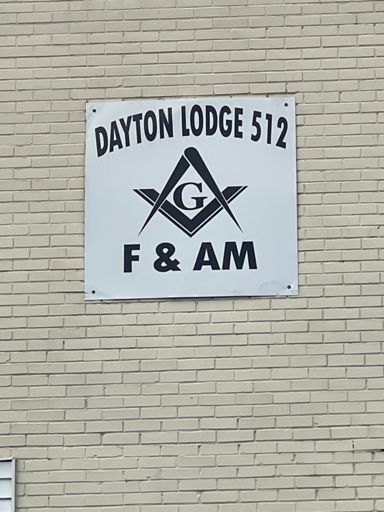 DAYTON LODGE 512
G
F & AM